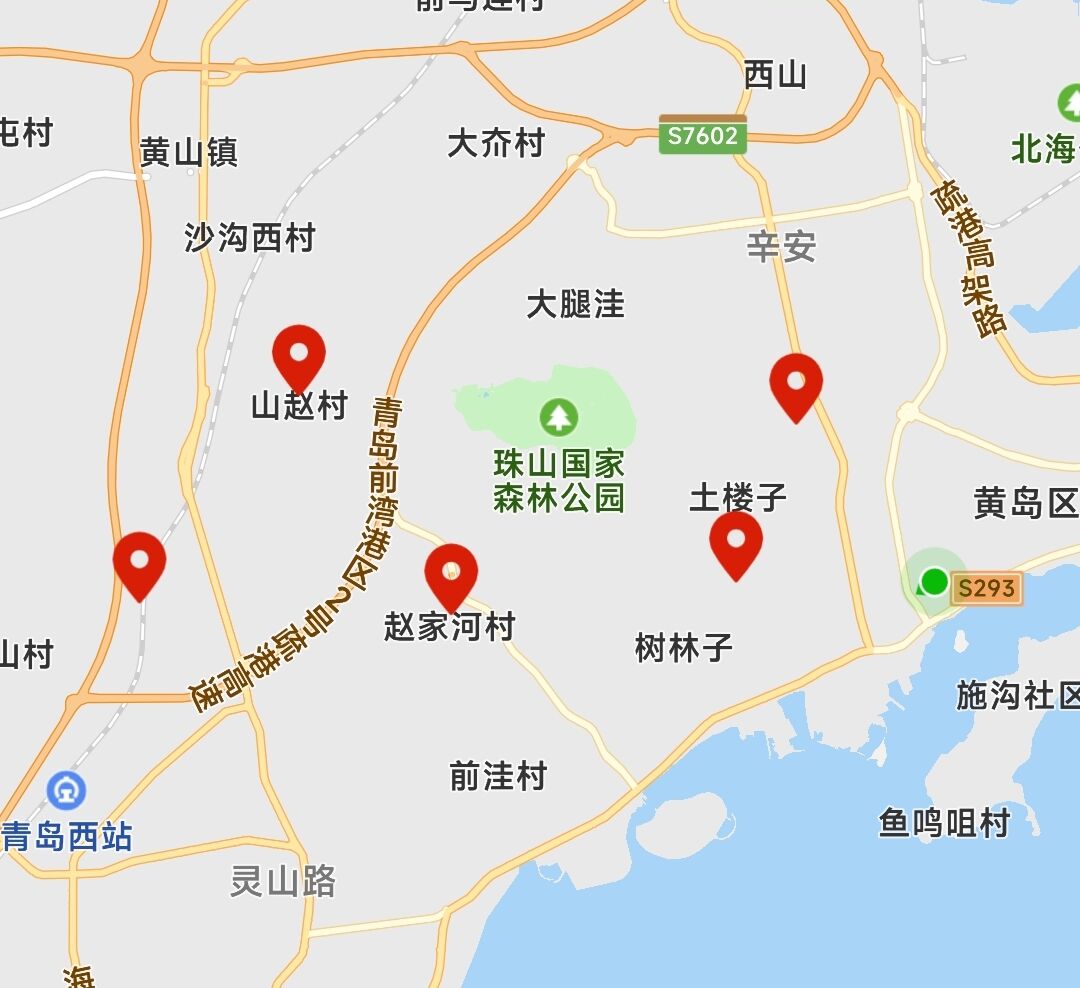 西山
屯村
黄山镇
大夼村
S7602
北海
疏港高架路
沙沟西村
辛安
大腿洼
山赵村
青岛前湾港区2号疏港高速
珠山国家
森林公园
土楼子
黄岛区
S293
赵家河村
树林子
山村
施沟社区
前洼村
鱼鸣咀村
青岛西站
灵山路
海